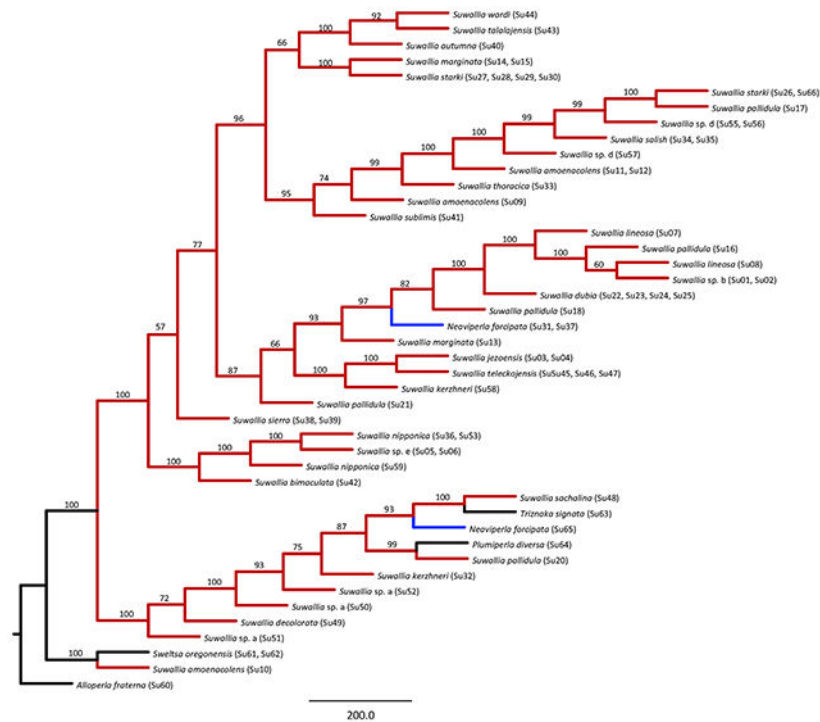 Suwallia wardi (Su44)
92
Suwallia talalajensis (Su43)
100
Suwallia autumna (Su40)
66
Suwallia marginata (Su14, Su15)
100
Suwallia starki (Su27, Su28, Su29, Su30)
Suwallia starki (Su26, Su66)
100
Suwallia pallidula (Su17)
99
Suwallia sp. d (Su55, Su56)
99
96
Suwallia salish (Su34, Su35)
100
Suwallia sp. d (Su57)
100
Suwallia amoenacolens (Su11, Su12)
99
Suwallia thoracica (Su33)
74
95
Suwallia amoenacolens (Su09)
Suwallia sublimis (Su41)
Suwallia lineosa (Su07)
100
77
Suwallia pallidula (Su16)
100
Suwallia lineosa (Su08)
100
60
Suwallia sp. b (Su01, Su02)
82
Suwallia dubia (Su22, Su23, Su24, Su25)
97
Suwallia pallidula (Su18)
93
Neaviperla forcipata (Su31, Su37)
57
Suwallia marginata (Su13)
66
Suwallia jezoensis (Su03, Su04)
100
87
100
Suwallia teleckojensis (SuSu45, Su46, Su47)
Suwallia kerzhneri (Su58)
100
Suwallia pallidula (Su21)
Suwallia sierra (Su38, Su39)
Suwallia nipponica (Su36, Su53)
100
Suwallia sp. e (Su05, Su06)
100
100
Suwallia nipponica (Su59)
Suwallia bimaculata (Su42)
Suwallia sachalina (Su48)
100
100
Triznaka signata (Su63)
93
Neaviperla forcipata (Su65)
87
Plumiperla diversa (Su64)
99
75
Suwallia pallidula (Su20)
93
Suwallia kerzhneri (Su32)
100
Suwallia sp. a (Su52)
72
Suwallia sp. a (Su50)
100
Suwallia decolorata (Su49)
Suwallia sp. a (Su51)
100
Sweltsa oregonensis (Su61, Su62)
Suwallia amoenacolens (Su10)
Alloperla fraterna (Su60)
200.0